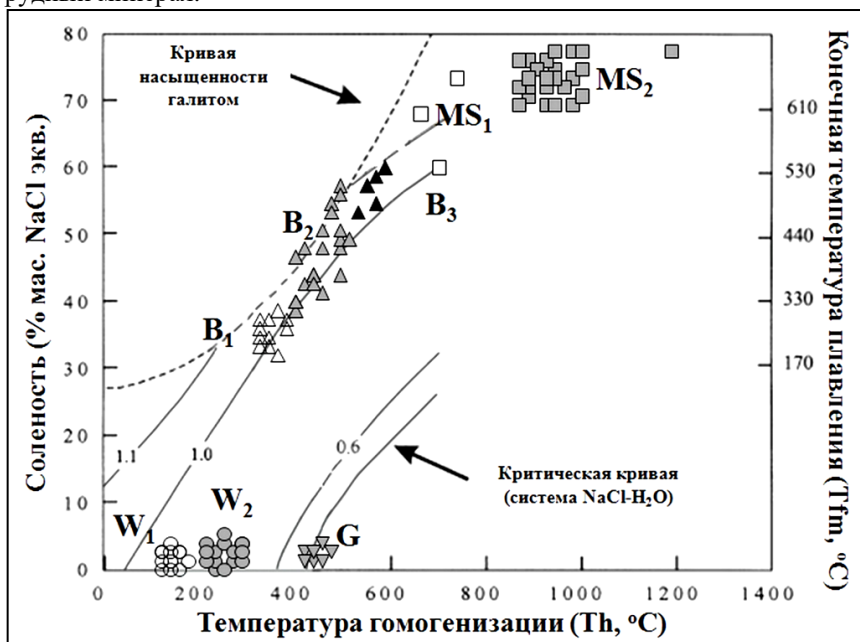 рудный минерал.
80
70
60
50
40
30
20
10
0
Соленость (% мас. NaCl экв.)
Кривая
насыщенности
галитом
MS₁
MS₂
B₃
B₂
B₁
1.1
1.0
0.6
W₁
W₂
G
Критическая кривая
(система NaCl-H₂O)
610
530
440
330
170
Конечная температура плавления (Tfm, °C)
0 200 400 600 800 1000 1200 1400
Температура гомогенизации (Th, °C)